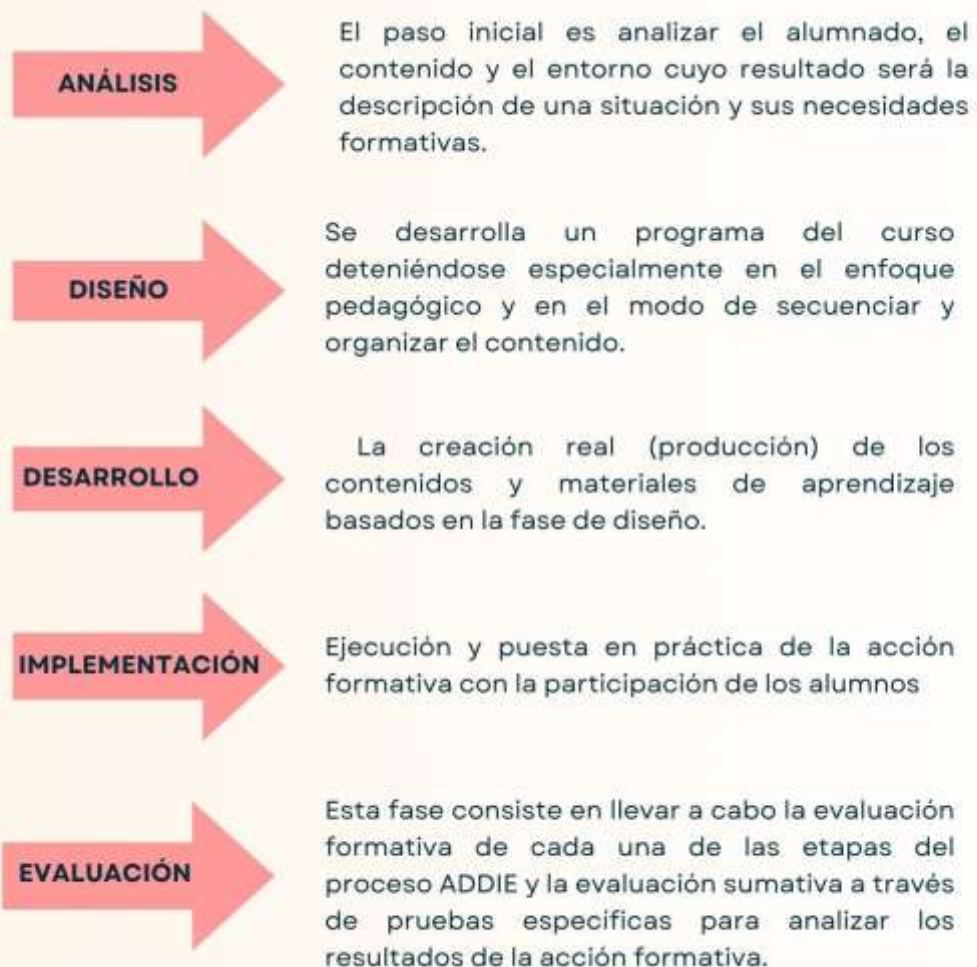 ANÁLISIS
El paso inicial es analizar el alumnado, el
contenido y el entorno cuyo resultado será la
descripción de una situación y sus necesidades
formativas.
DISEÑO
Se desarrolla un programa del curso
deteniéndose especialmente en el enfoque
pedagógico y en el modo de secuenciar y
organizar el contenido.
DESARROLLO
La creación real (producción) de los
contenidos y materiales de aprendizaje
basados en la fase de diseño.
IMPLEMENTACIÓN
Ejecución y puesta en práctica de la acción
formativa con la participación de los alumnos
EVALUACIÓN
Esta fase consiste en llevar a cabo la evaluación
formativa de cada una de las etapas del
proceso ADDIE y la evaluación sumativa a través
de pruebas especificas para analizar los
resultados de la acción formativa.